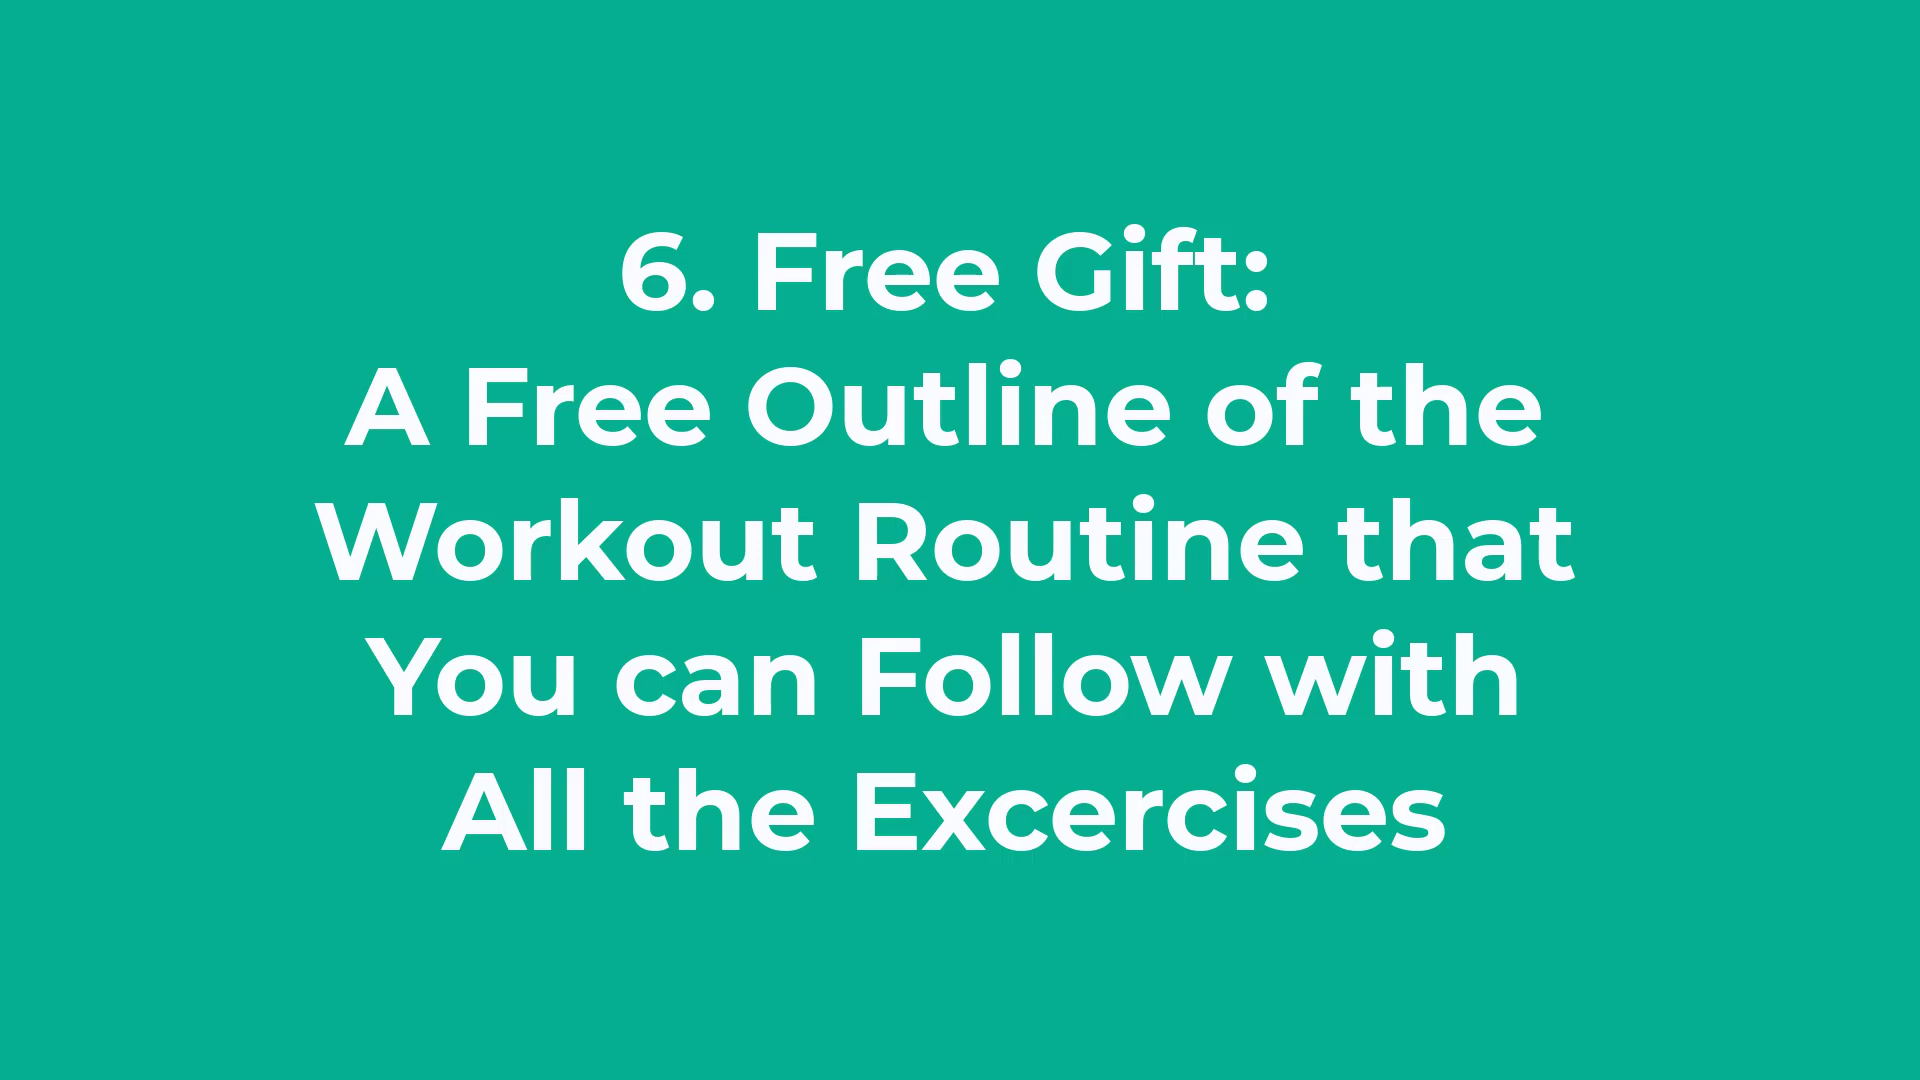 6. Free Gift:
A Free Outline of the
Workout Routine that
You can Follow with
All the Excercises